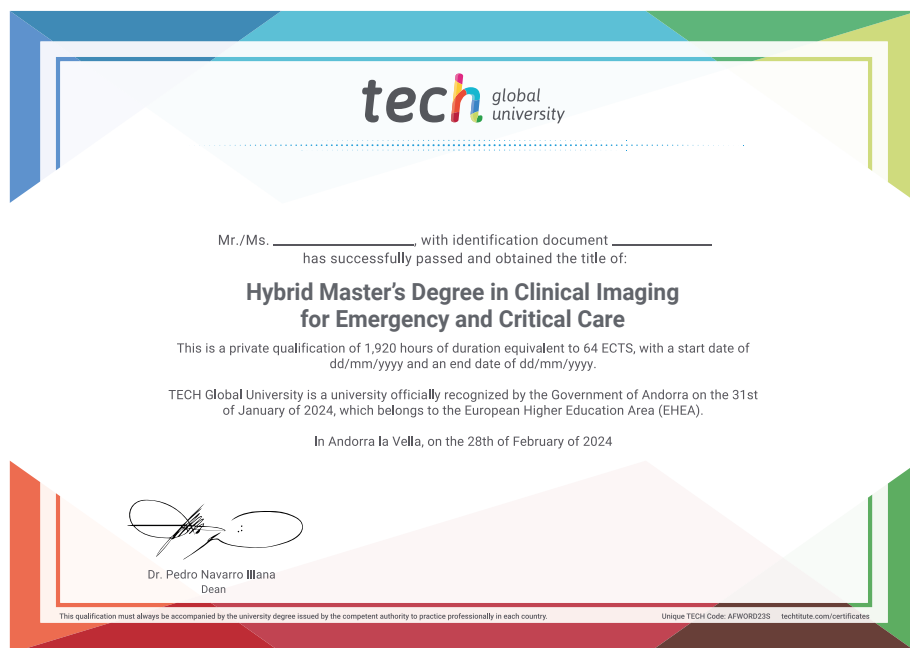 tech global
university
Mr./Ms. ____________________, with identification document ______________
has successfully passed and obtained the title of:
Hybrid Master's Degree in Clinical Imaging
for Emergency and Critical Care
This is a private qualification of 1,920 hours of duration equivalent to 64 ECTS, with a start date of
dd/mm/yyyy and an end date of dd/mm/yyyy.
TECH Global University is a university officially recognized by the Government of Andorra on the 31st
of January of 2024, which belongs to the European Higher Education Area (EHEA).
In Andorra la Vella, on the 28th of February of 2024
Dr. Pedro Navarro Illana
Dean
This qualification must always be accompanied by the university degree issued by the competent authority to practice professionally in each country.
Unique TECH Code: AFWORD23S techtitute.com/certificates